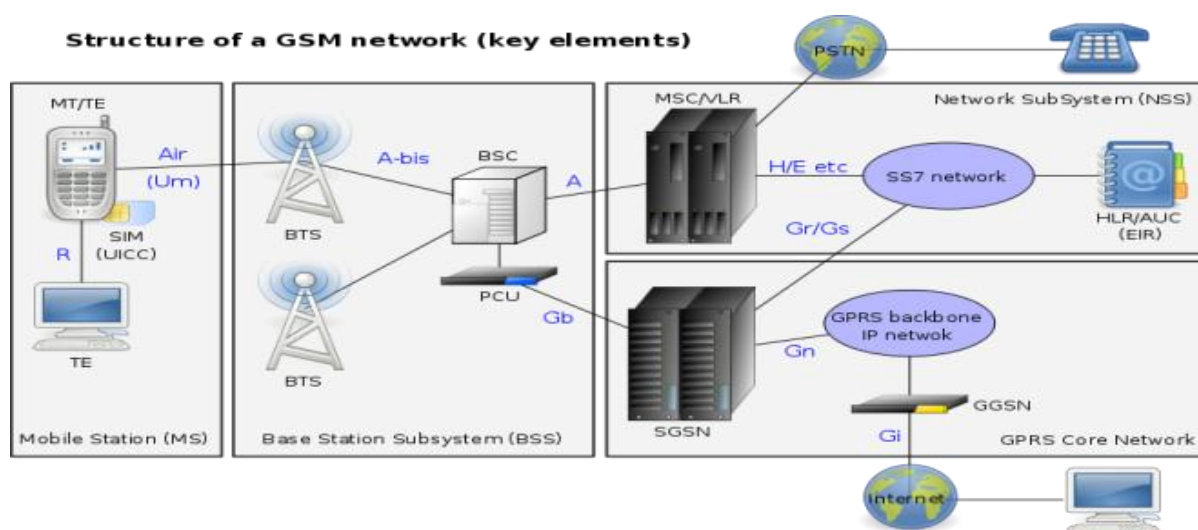 Structure of a GSM network (key elements)
PSTN
MT/TE
Air
(Um)
SIM
(UICC)
R
TE
Mobile Station (MS)
BTS
A-bis
BSC
BTS
PCU
Gb
A
Base Station Subsystem (BSS)
MSC/VLR
Network SubSystem (NSS)
H/E etc
SS7 network
HLR/AUC
(EIR)
Gr/Gs
SGSN
Gn
GPRS backbone
IP netwok
GGSN
Gi
GPRS Core Network
Internet